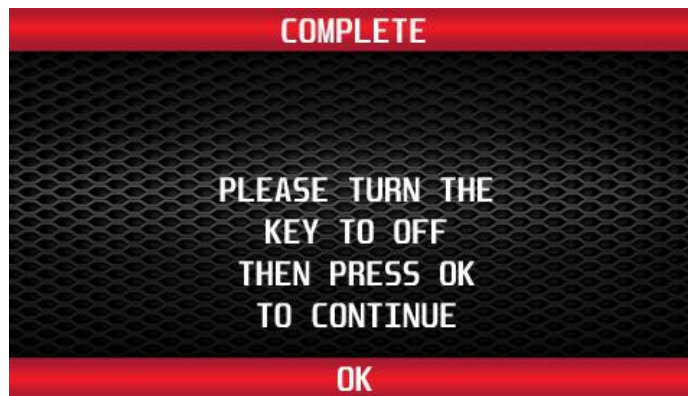 COMPLETE
PLEASE TURN THE
KEY TO OFF
THEN PRESS OK
TO CONTINUE
OK